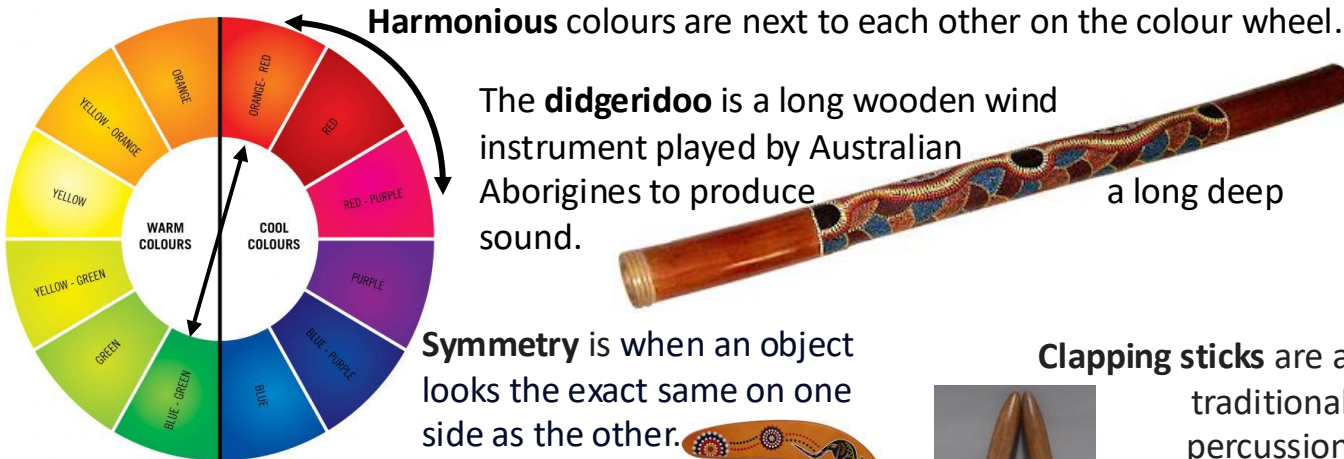 Harmonious colours are next to each other on the colour wheel.
ORANGE
ORANGE- RED
RED
RED - PURPLE
PURPLE
BLUE - PURPLE
BLUE
BLUE - GREEN
GREEN
YELLOW - GREEN
YELLOW
YELLOW - ORANGE
WARM
COLOURS
COOL
COLOURS
The didgeridoo is a long wooden wind
instrument played by Australian
Aborigines to produce a long deep
sound.
Symmetry is when an object
looks the exact same on one
side as the other.
Clapping sticks are a
traditional
percussion